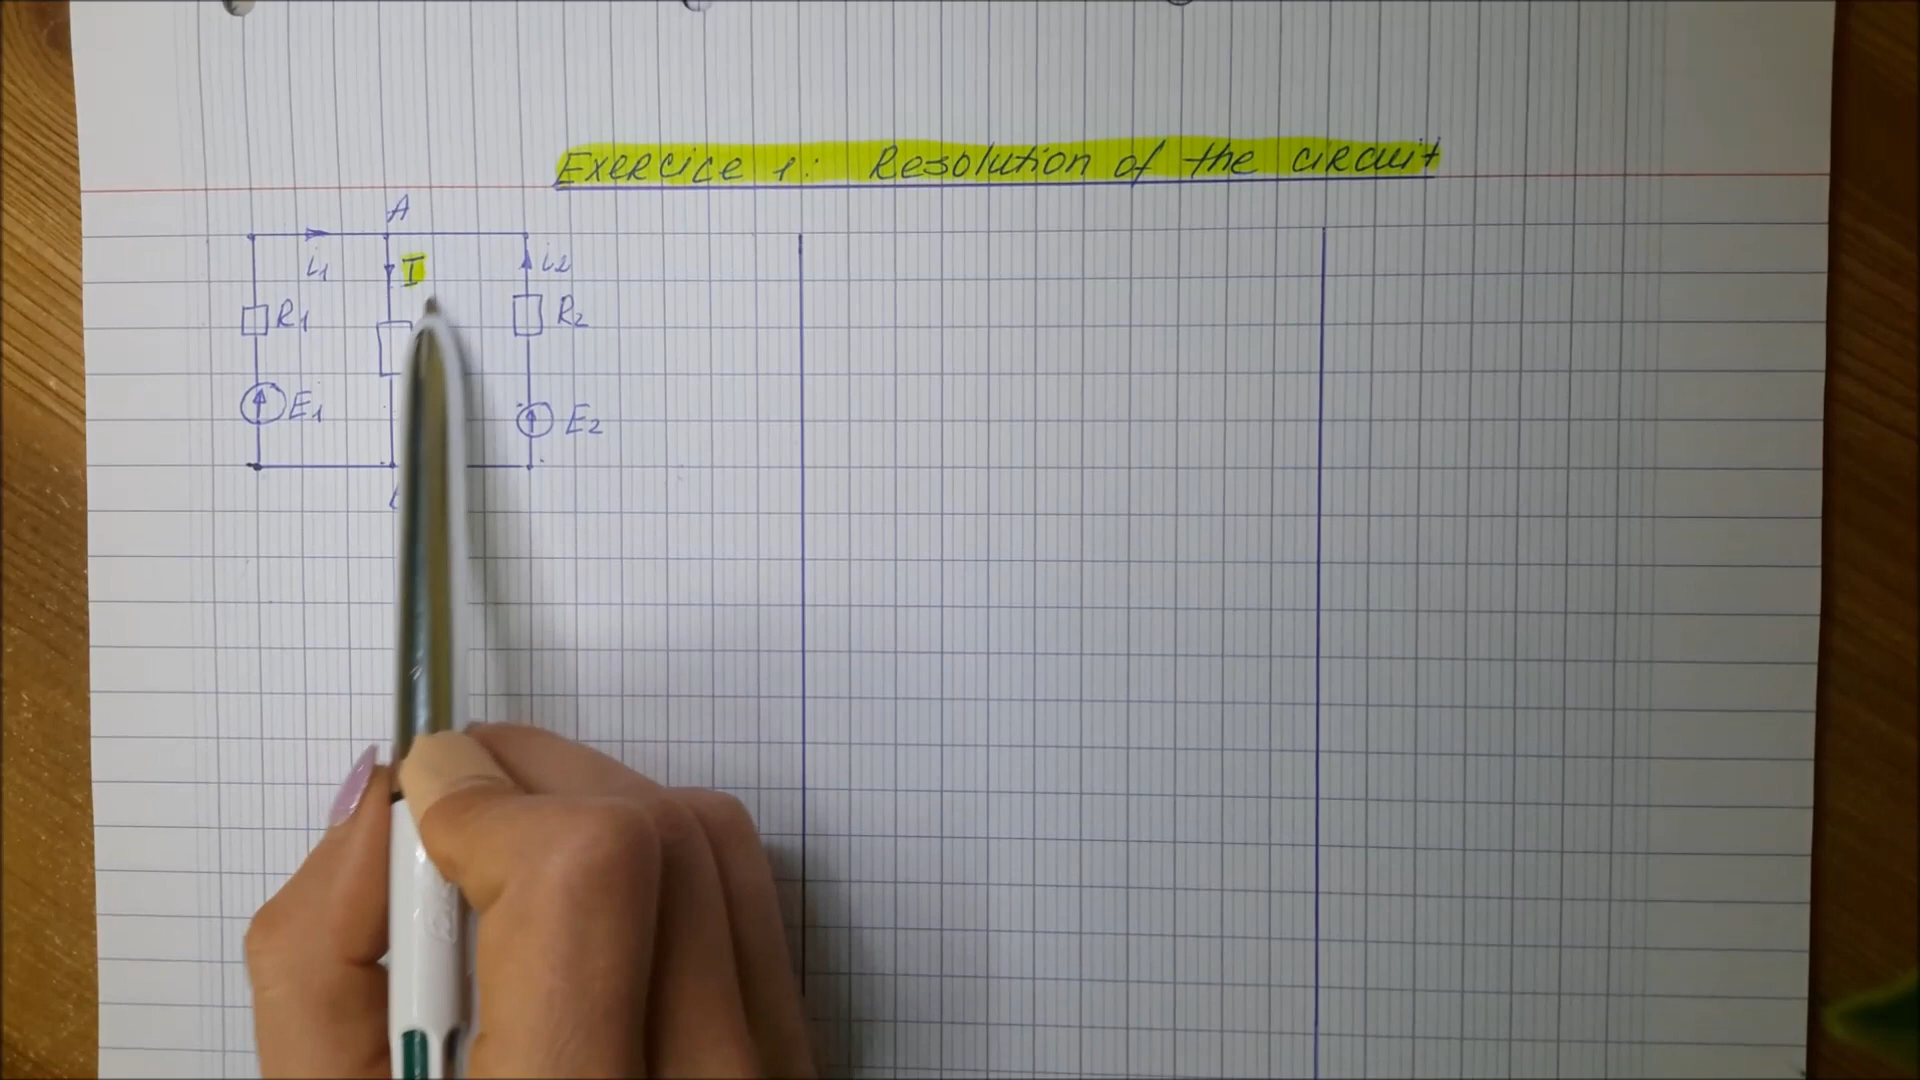 Exercice 1: Resolution of the circuit
A
i1
I
i2
R1
R2
E1
E2